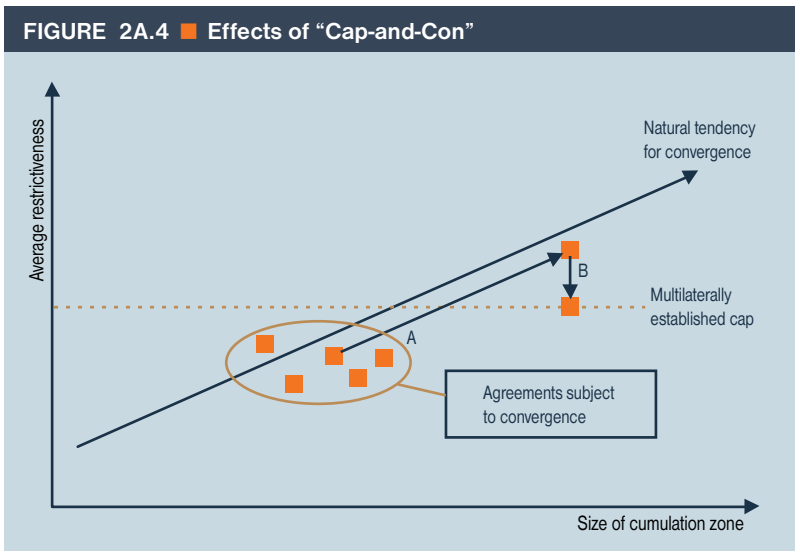 FIGURE 2A.4 ■ Effects of “Cap-and-Con”
Average restrictiveness
Natural tendency
for convergence
B
Multilaterally
established cap
A
Agreements subject
to convergence
Size of cumulation zone